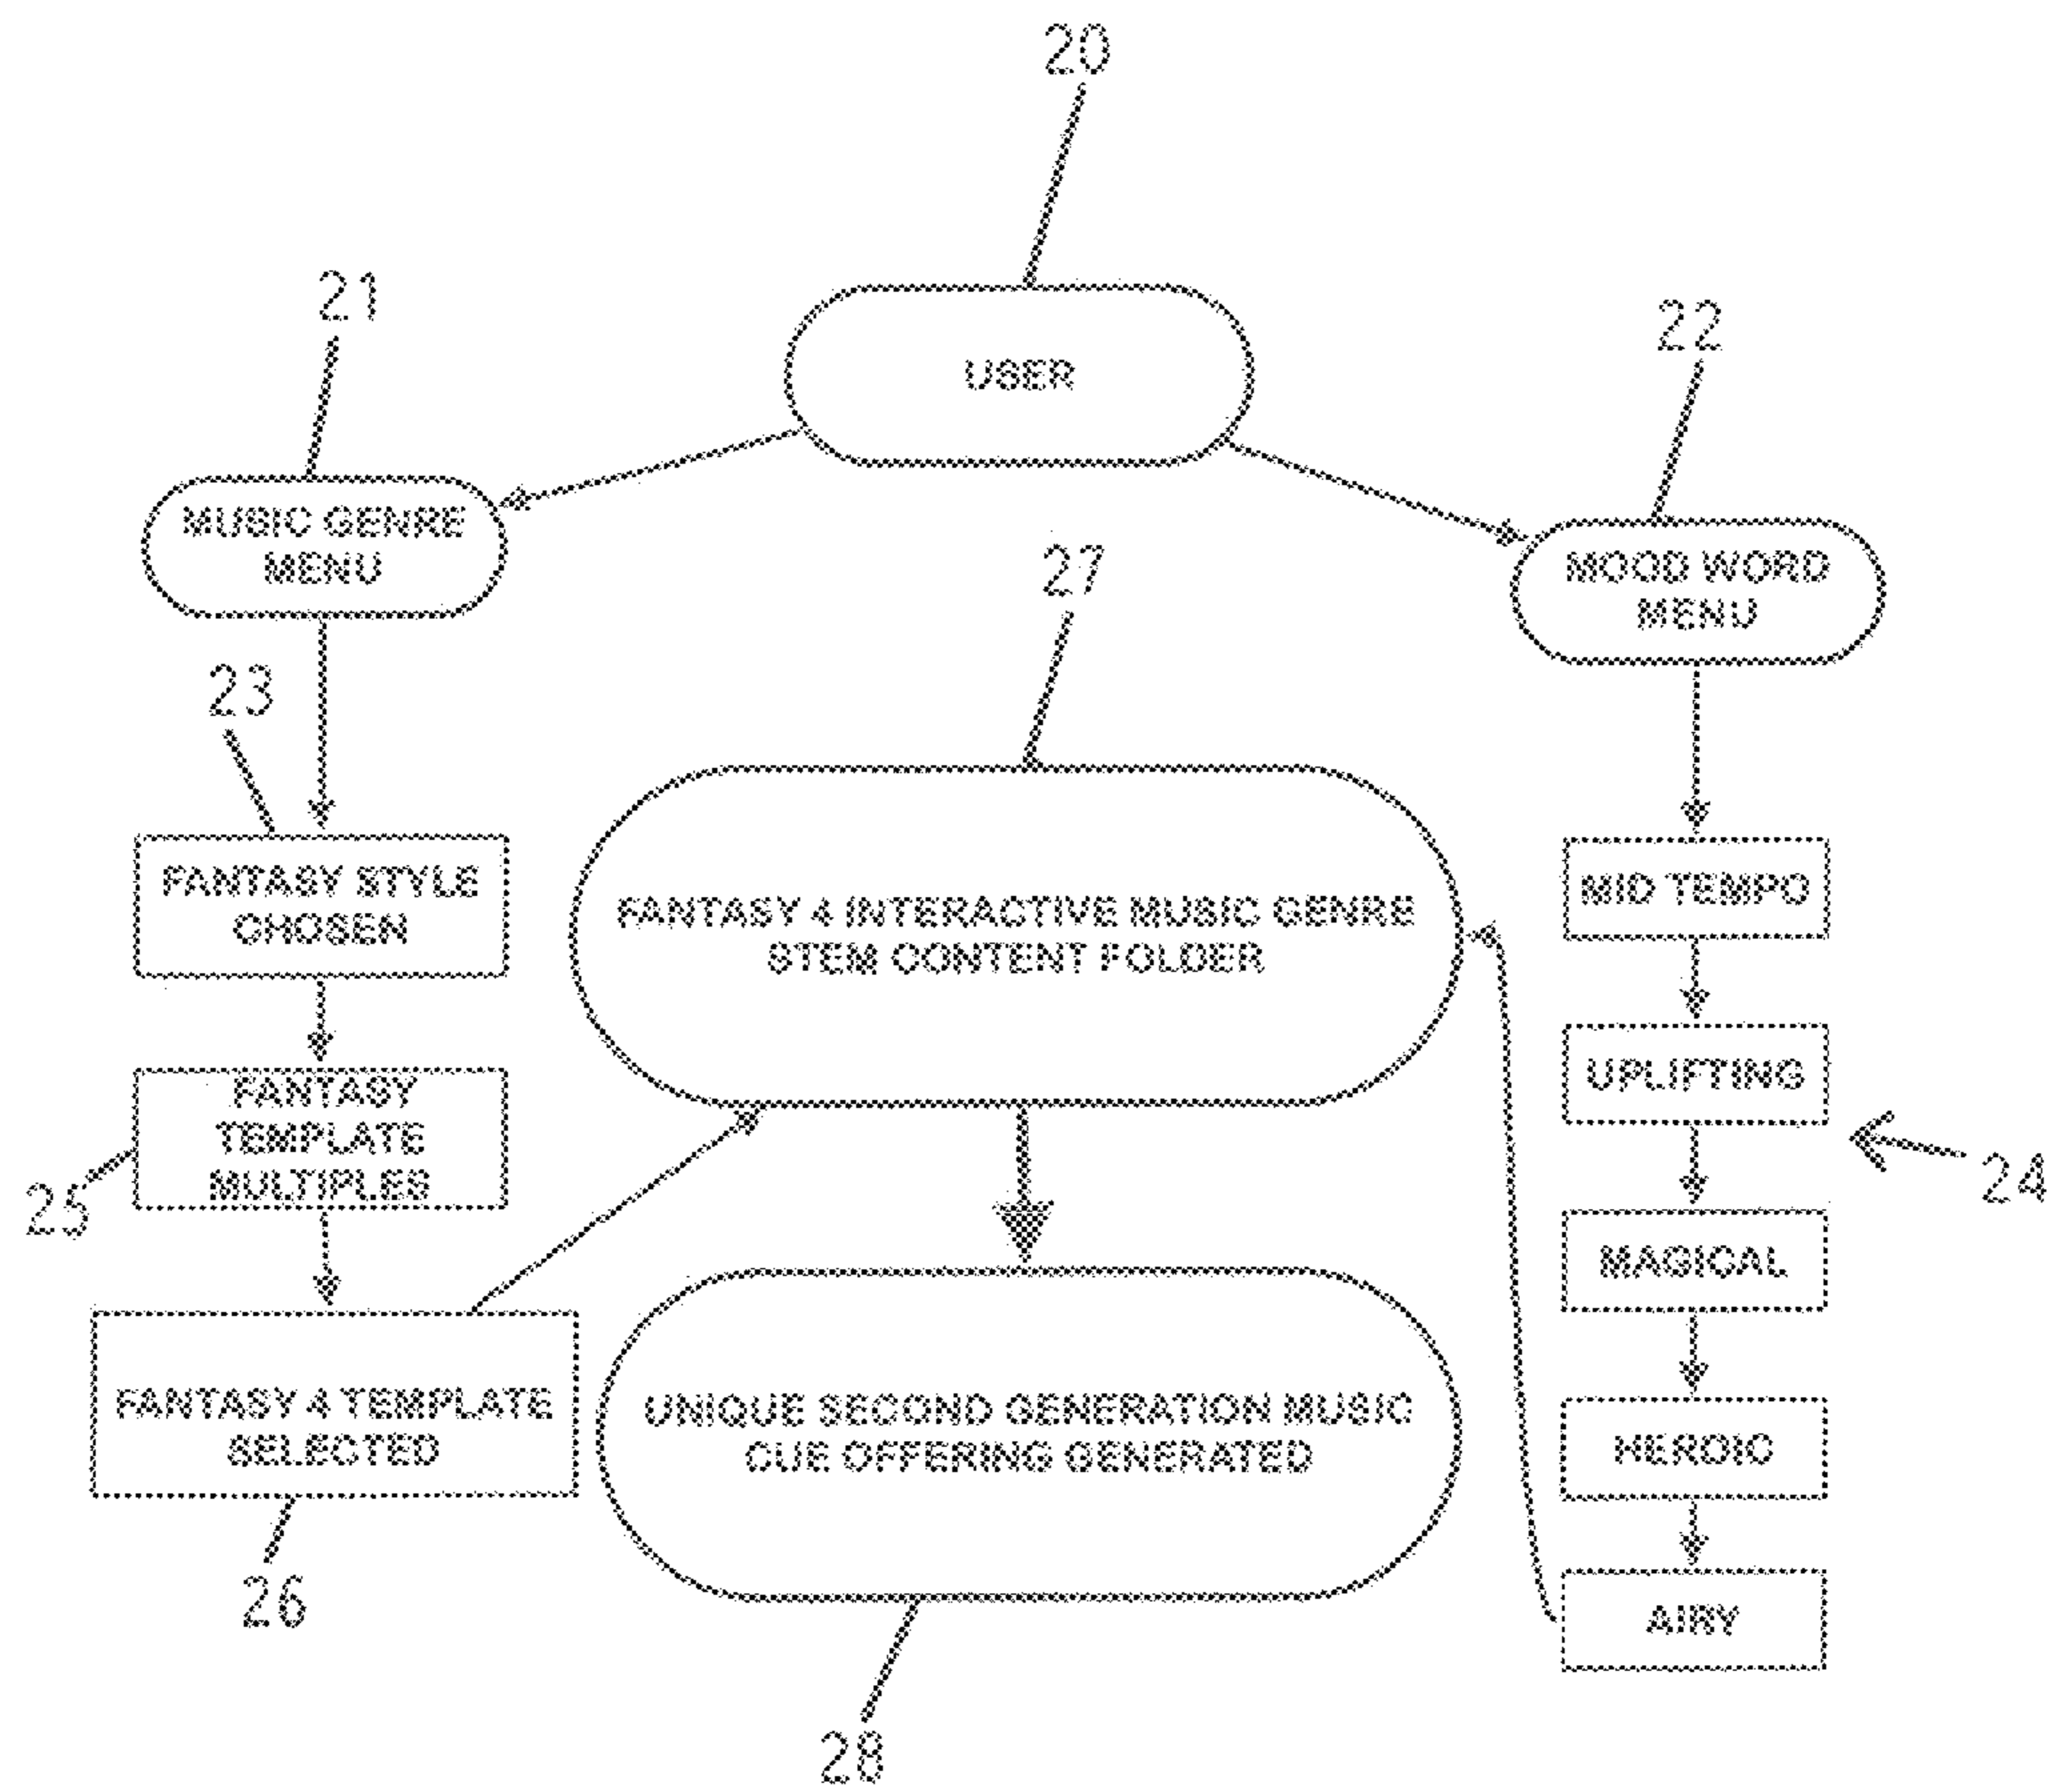 20
21
USER
22
MUSIC GENRE
MENU
MOOD WORD
MENU
27
23
FANTASY STYLE
CHOSEN
FANTASY 4 INTERACTIVE MUSIC GENRE
STEM CONTENT FOLDER
MID TEMPO
FANTASY
TEMPLATE
MULTIPLES
25
UPLIFTING
24
MAGICAL
FANTASY 4 TEMPLATE
SELECTED
26
UNIQUE SECOND GENERATION MUSIC
CUE OFFERING GENERATED
HEROIC
AIRY
28